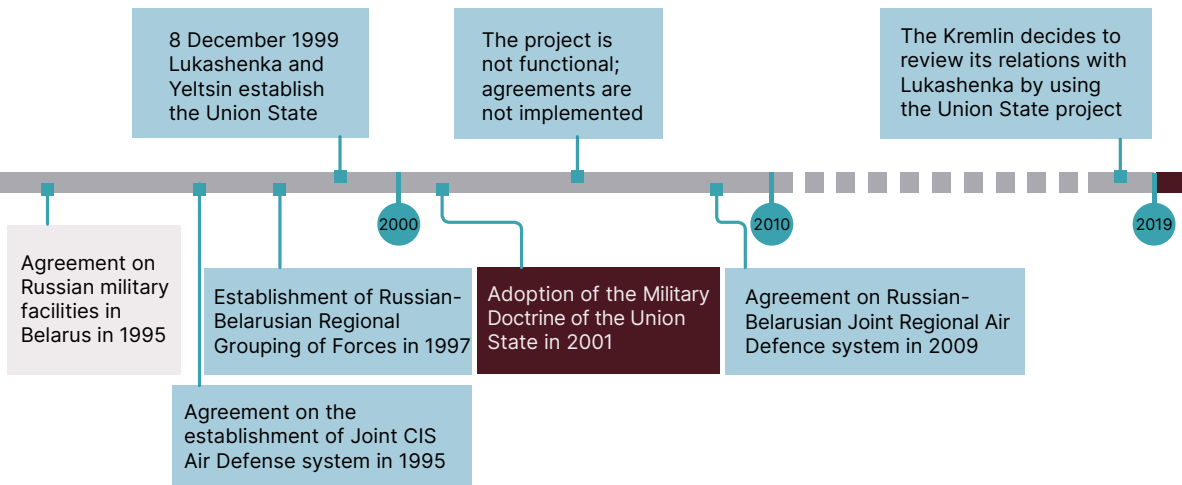 8 December 1999
Lukashenka and
Yeltsin establish
the Union State
The project is
not functional;
agreements are
not implemented
The Kremlin decides to
review its relations with
Lukashenka by using
the Union State project
2000
2010
2019
Agreement on
Russian military
facilities in
Belarus in 1995
Establishment of Russian-
Belarusian Regional
Grouping of Forces in 1997
Adoption of the Military
Doctrine of the Union
State in 2001
Agreement on Russian-
Belarusian Joint Regional Air
Defence system in 2009
Agreement on the
establishment of Joint CIS
Air Defense system in 1995